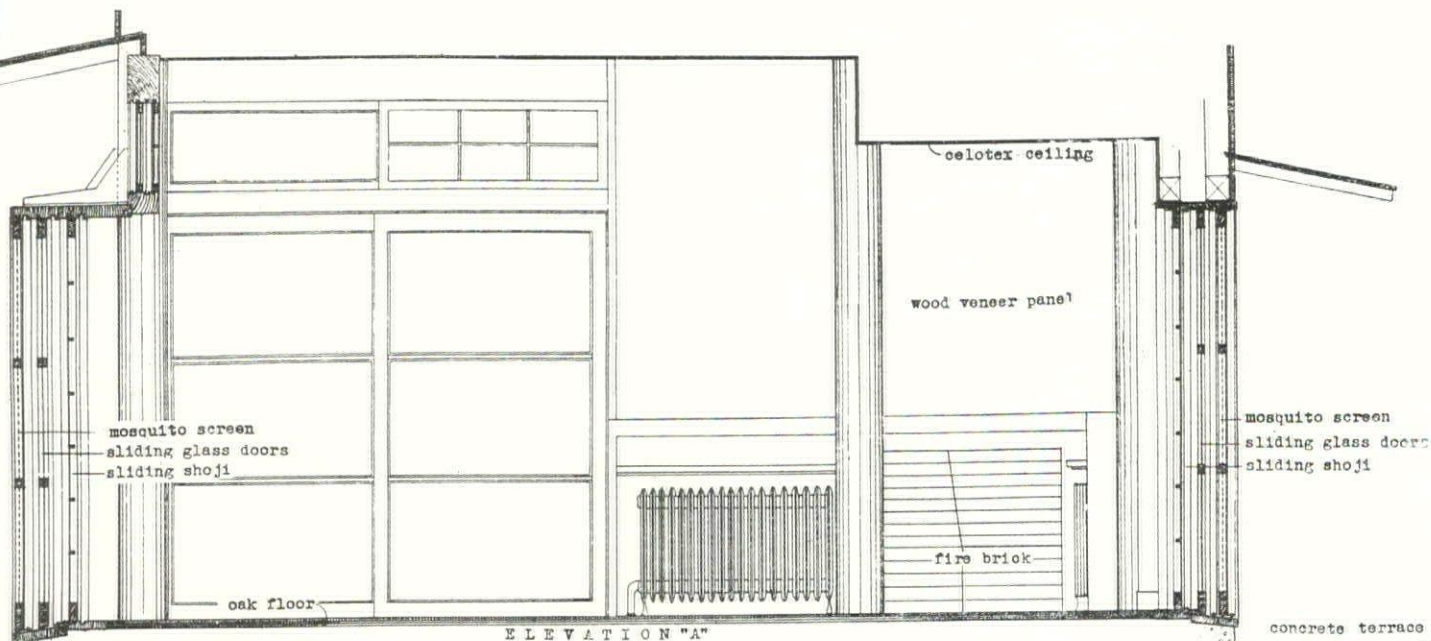 celotex ceiling
wood veneer panel
mosquito screen
sliding glass doors
sliding shoji
mosquito screen
sliding glass doors
sliding shoji
fire brick
oak floor
ELEVATION "A"
concrete terrace